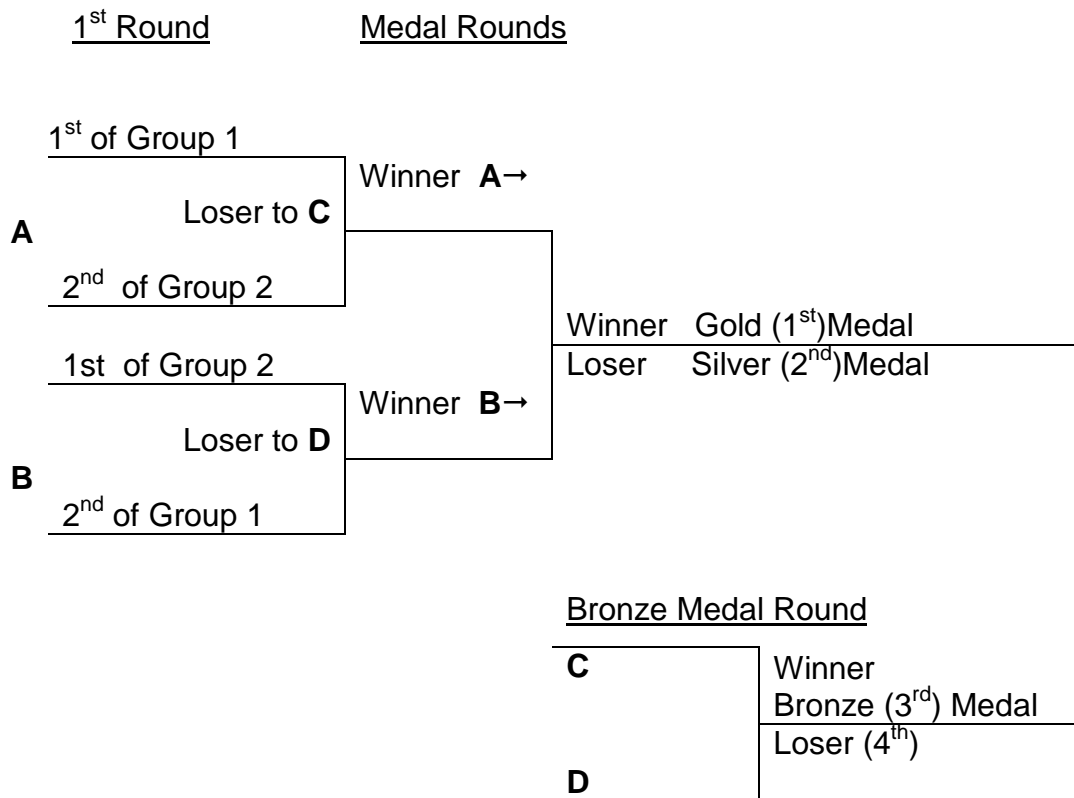 1st Round Medal Rounds
1st of Group 1
Winner A→
Loser to C
A
2nd of Group 2
Winner Gold (1st)Medal
1st of Group 2
Loser Silver (2nd)Medal
Winner B→
Loser to D
B
2nd of Group 1
Bronze Medal Round
C
Winner
Bronze (3rd) Medal
Loser (4th)
D